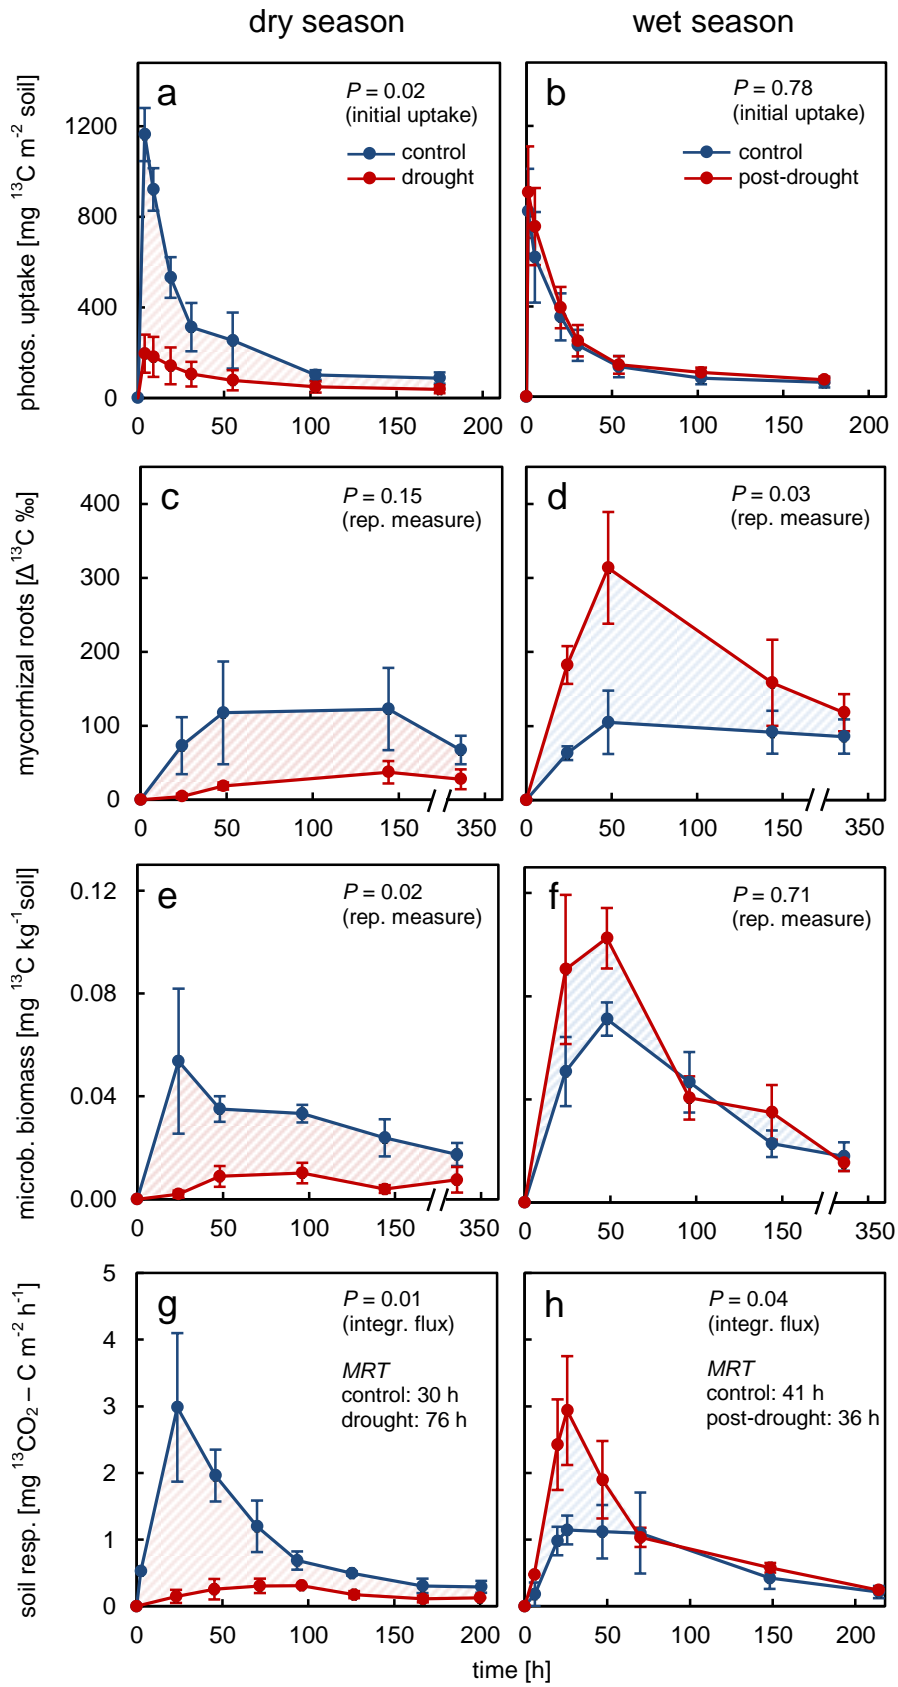 dry season
wet season
photos. uptake [mg ¹³C m⁻² soil]
1200
800
400
0
a
P = 0.02
(initial uptake)
control
drought
0 50 100 150 200
b
P = 0.78
(initial uptake)
control
post-drought
0 50 100 150 200
mycorrhizal roots [Δ¹³C ‰]
400
300
200
100
0
c
P = 0.15
(rep. measure)
0 50 100 150 350
d
P = 0.03
(rep. measure)
0 50 100 150 350
microb. biomass [mg ¹³C kg⁻¹soil]
0.12
0.08
0.04
0.00
e
P = 0.02
(rep. measure)
0 50 100 150 350
f
P = 0.71
(rep. measure)
0 50 100 150 350
soil resp. [mg ¹³CO₂ – C m⁻² h⁻¹]
5
4
3
2
1
0
g
P = 0.01
(integr. flux)
MRT
control: 30 h
drought: 76 h
0 50 100 150 200
h
P = 0.04
(integr. flux)
MRT
control: 41 h
post-drought: 36 h
0 50 100 150 200
time [h]